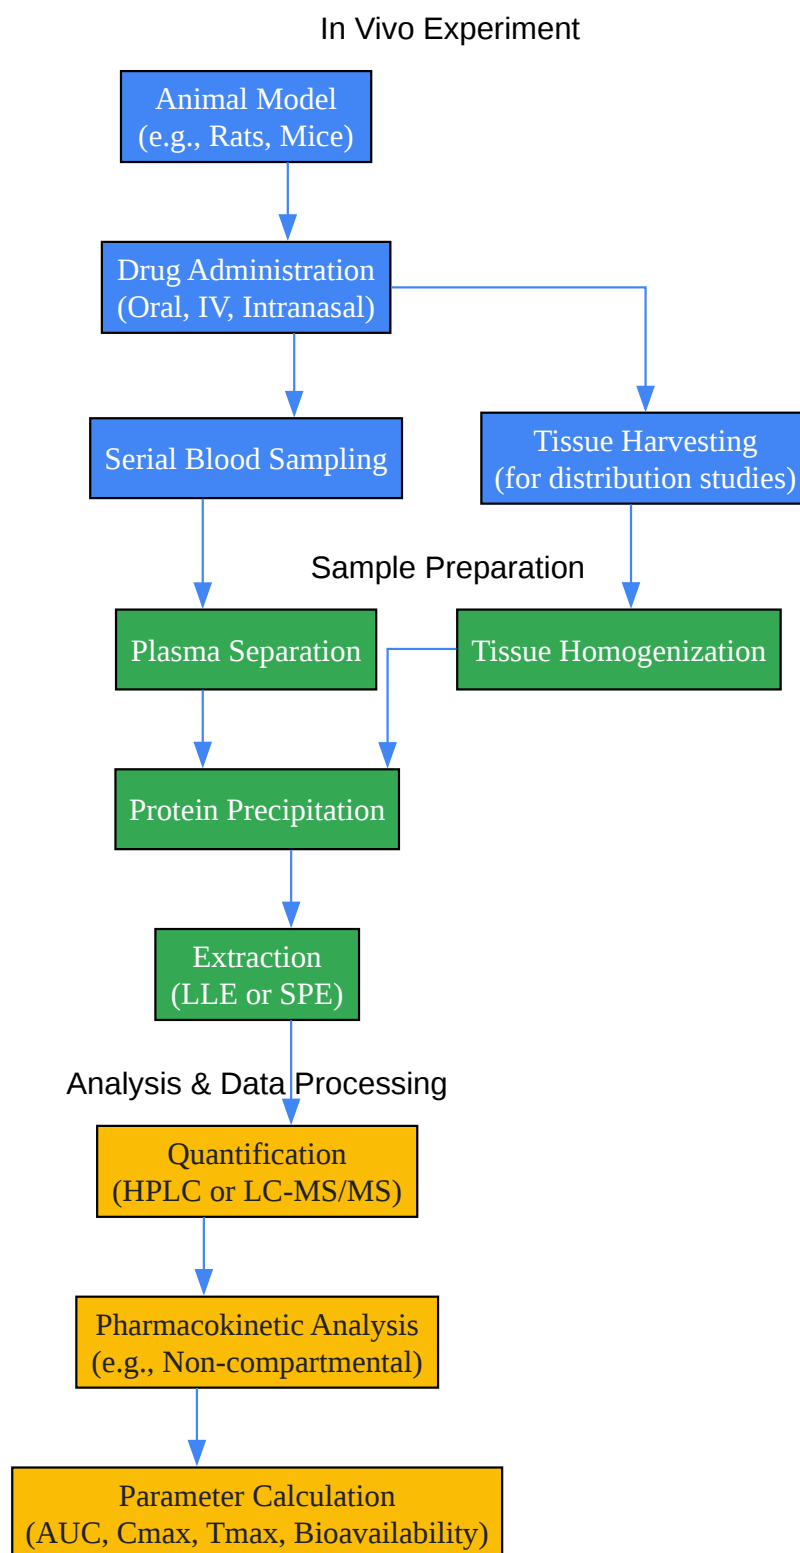 In Vivo Experiment
Animal Model
(e.g., Rats, Mice)
Drug Administration
(Oral, IV, Intranasal)
Serial Blood Sampling
Tissue Harvesting
(for distribution studies)
Sample Preparation
Plasma Separation
Tissue Homogenization
Protein Precipitation
Extraction
(LLE or SPE)
Analysis & Data Processing
Quantification
(HPLC or LC-MS/MS)
Pharmacokinetic Analysis
(e.g., Non-compartmental)
Parameter Calculation
(AUC, Cmax, Tmax, Bioavailability)